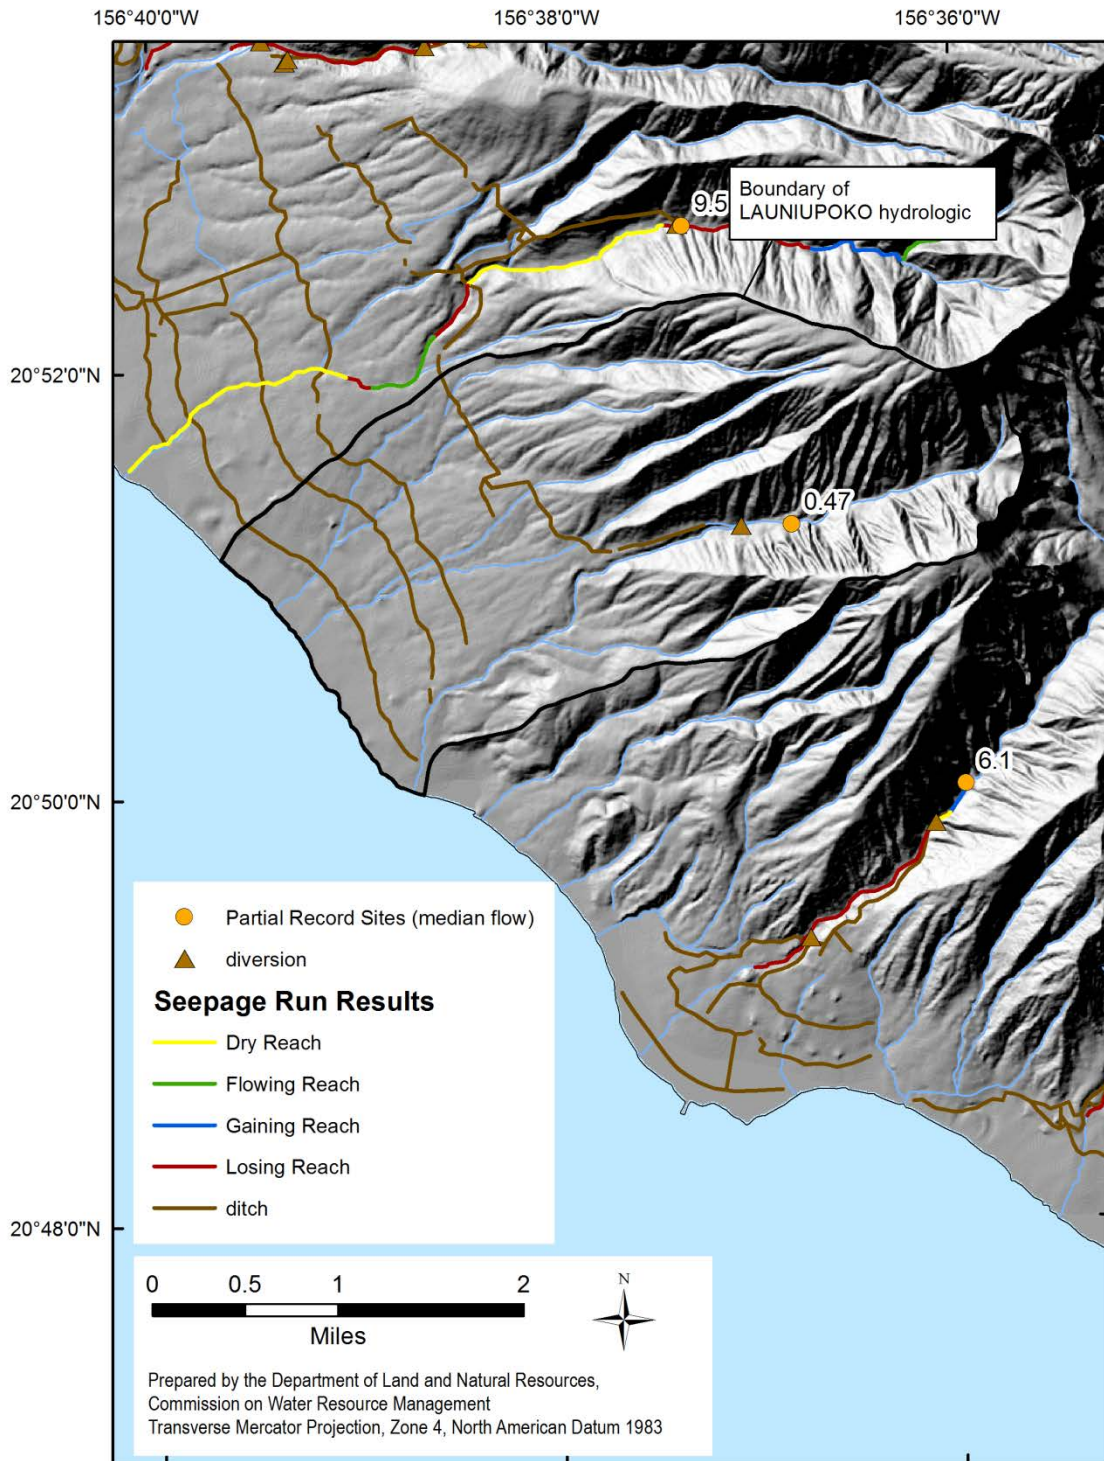 156°40'0"W 156°38'0"W 156°36'0"W
9.5
Boundary of
LAUNIUPOKO hydrologic
20°52'0"N
0.47
6.1
20°50'0"N
Partial Record Sites (median flow)
diversion
Seepage Run Results
Dry Reach
Flowing Reach
Gaining Reach
Losing Reach
ditch
20°48'0"N
0 0.5 1 2
Miles
N
Prepared by the Department of Land and Natural Resources,
Commission on Water Resource Management
Transverse Mercator Projection, Zone 4, North American Datum 1983